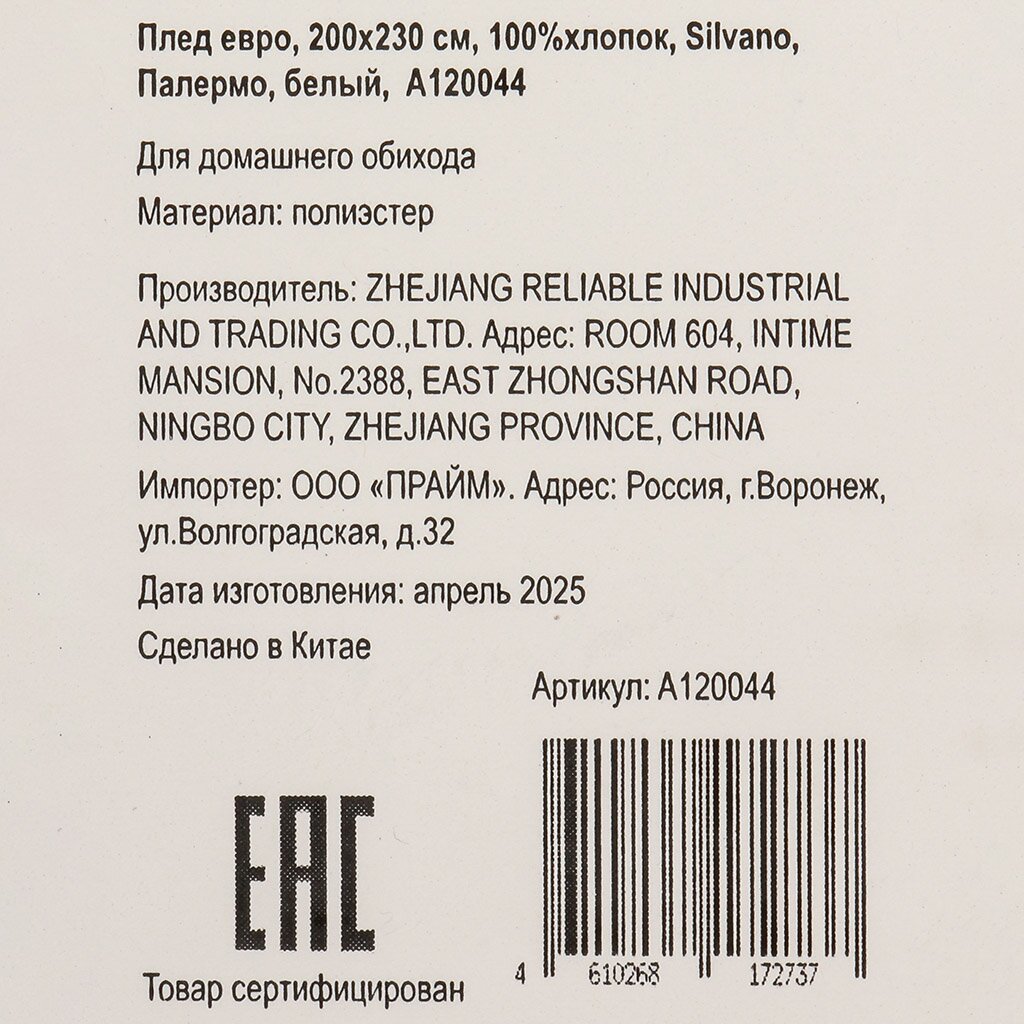 Плед евро, 200х230 см, 100%хлопок, Silvano,
Палермо, белый, А120044
Для домашнего обихода
Материал: полиэстер
Производитель: ZHEJIANG RELIABLE INDUSTRIAL
AND TRADING CO.,LTD. Адрес: ROOM 604, INTIME
MANSION, No.2388, EAST ZHONGSHAN ROAD,
NINGBO CITY, ZHEJIANG PROVINCE, CHINA
Импортер: ООО «ПРАЙМ». Адрес: Россия, г.Воронеж,
ул.Волгоградская, д.32
Дата изготовления: апрель 2025
Сделано в Китае
Артикул: А120044
EAC
Товар сертифицирован
4 610268 172737